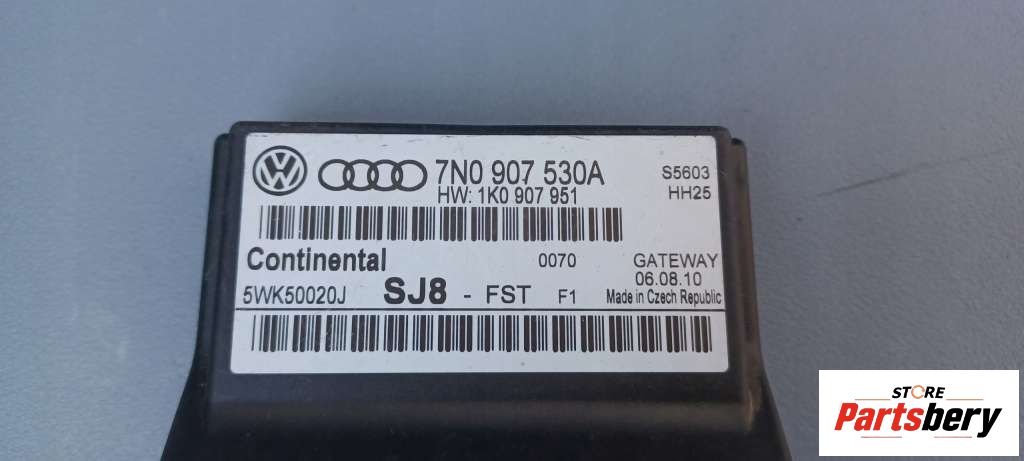 7N0 907 530A
HW: 1K0 907 951
S5603
HH25
Continental 0070 GATEWAY
06.08.10
5WK50020J SJ8 - FST F1 Made in Czech Republic
STORE
Partsbery